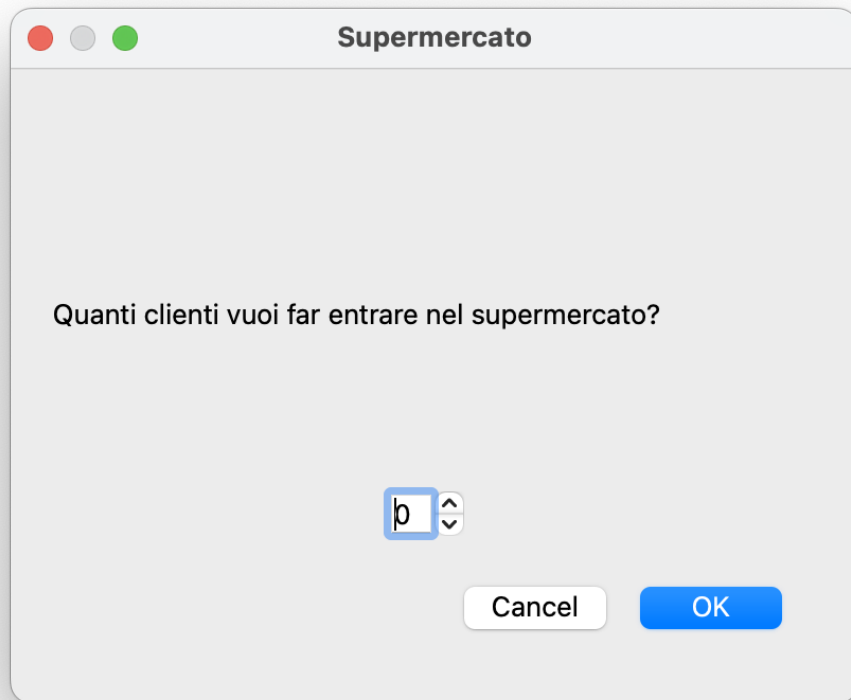 Supermercato
Quanti clienti vuoi far entrare nel supermercato?
0
Cancel
OK